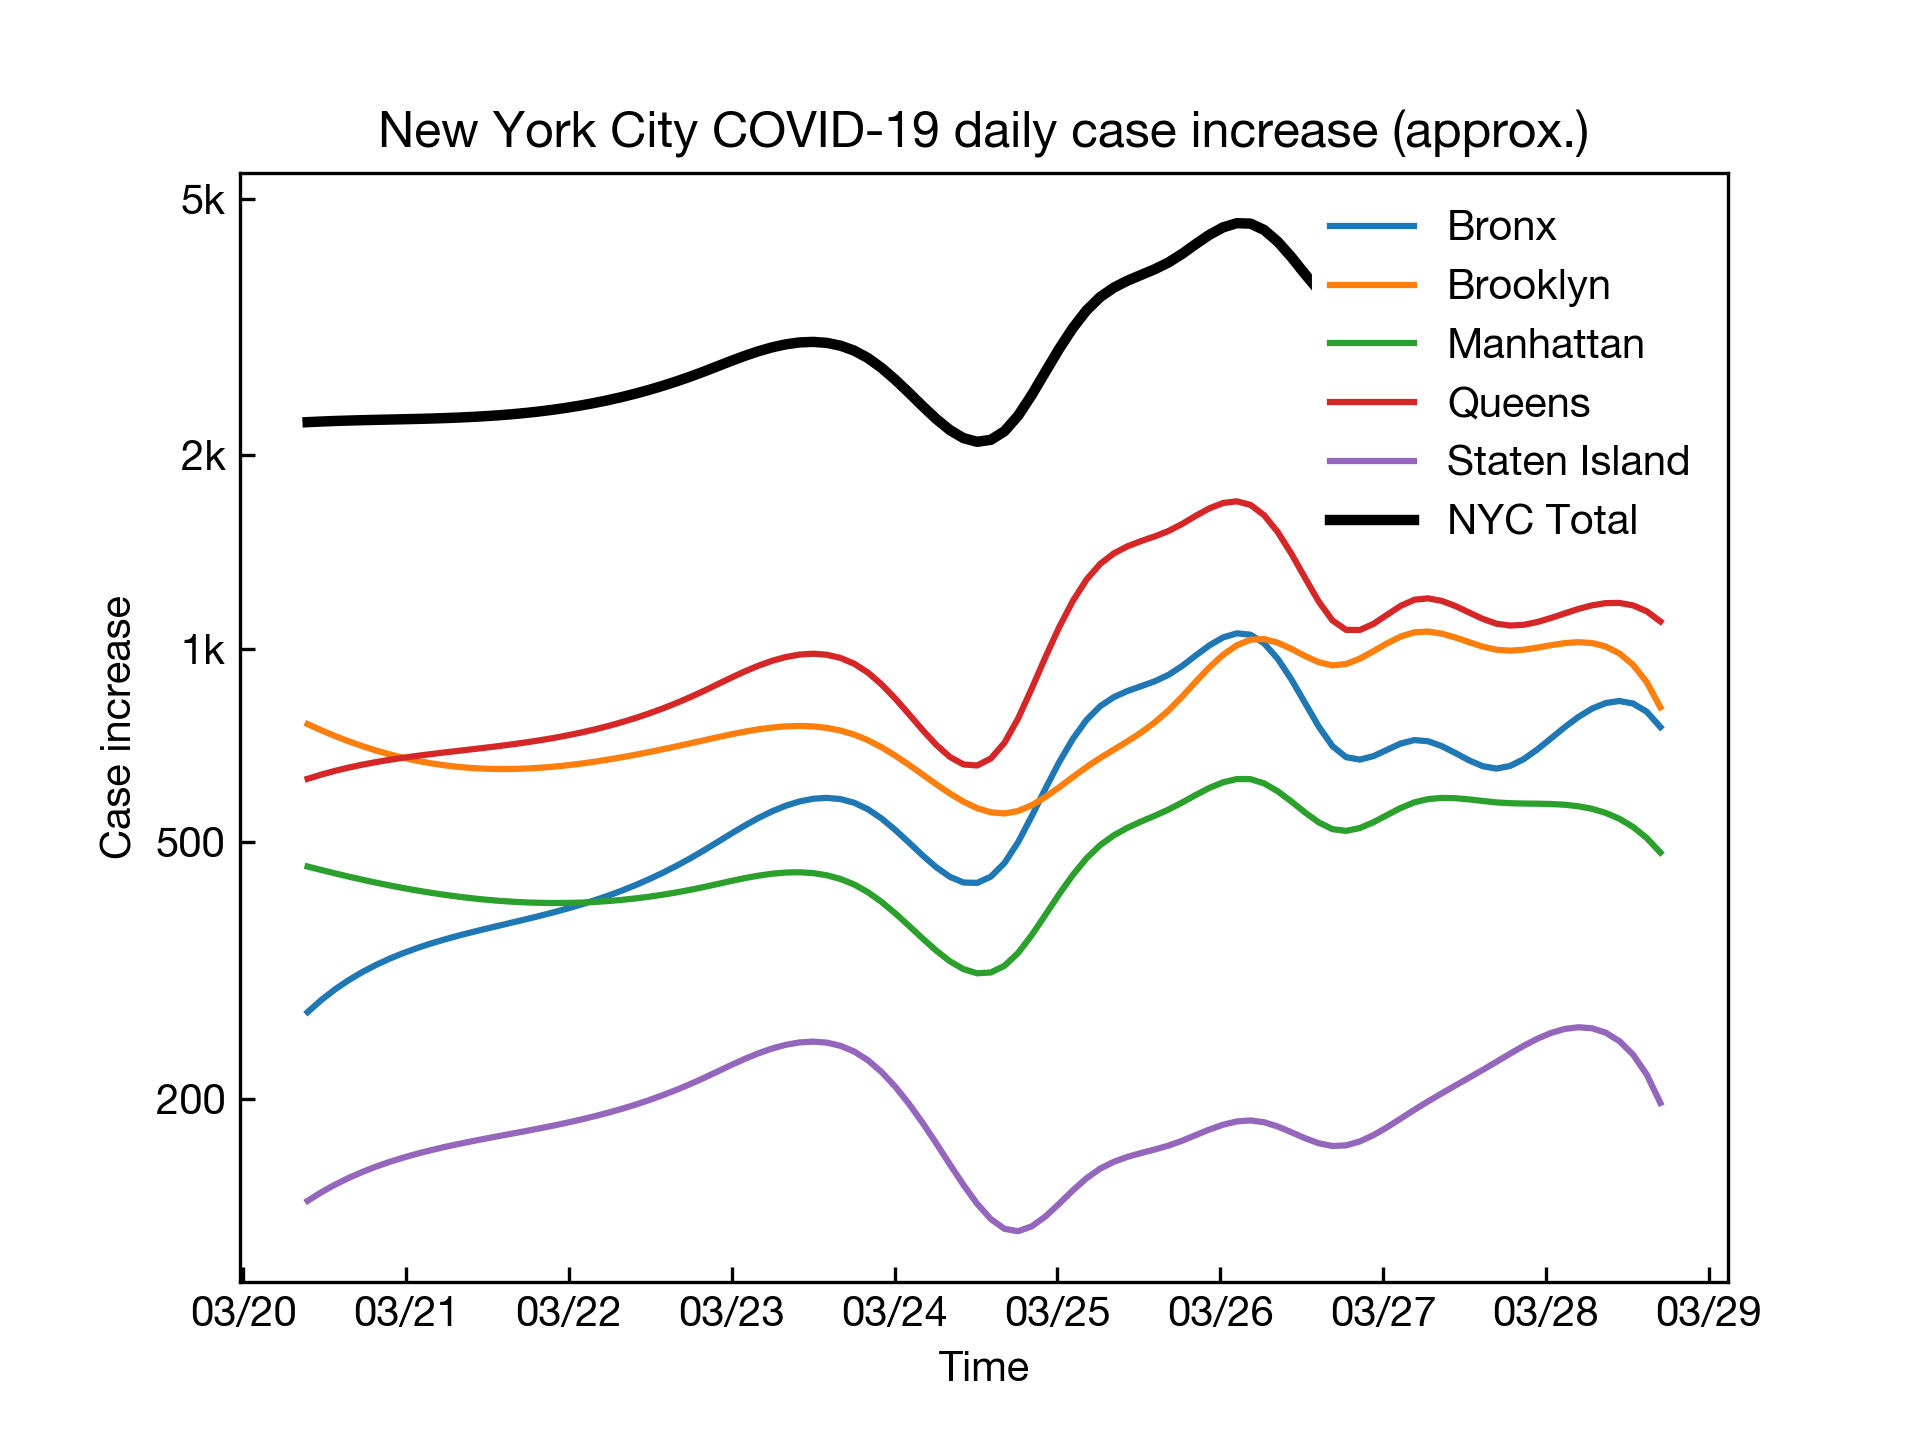 New York City COVID-19 daily case increase (approx.)
5k
2k
1k
500
200
Case increase
Bronx
Brooklyn
Manhattan
Queens
Staten Island
NYC Total
03/20 03/21 03/22 03/23 03/24 03/25 03/26 03/27 03/28 03/29
Time